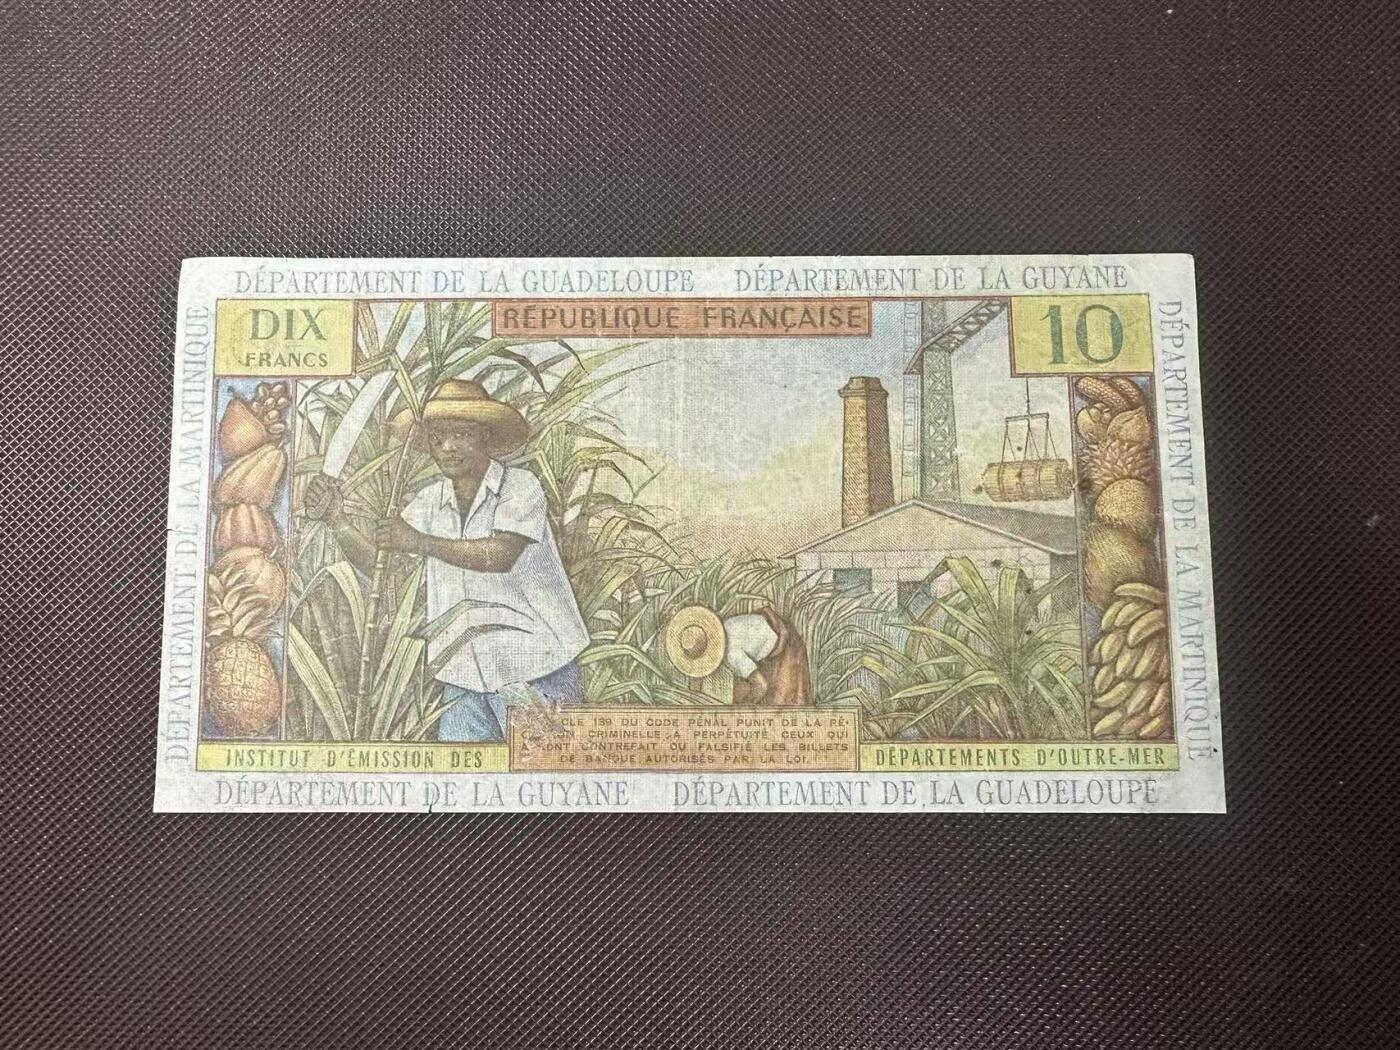 DÉPARTEMENT DE LA GUADELOUPE DÉPARTEMENT DE LA GUYANE
DIX
FRANCS
RÉPUBLIQUE FRANÇAISE
10
DÉPARTEMENT DE LA MARTINIQUE
DÉPARTEMENT DE LA MARTINIQUE
CLE 139 DU CODE PÉNAL PUNIT DE LA RÉ-
CRIMINELLE A PERPÉTUITÉ CEUX QUI
ONT CONTREFAIT OU FALSIFIÉ LES BILLETS
DE BANQUE AUTORISÉS PAR LA LOI.
INSTITUT D'ÉMISSION DES
DÉPARTEMENTS D'OUTRE-MER
DÉPARTEMENT DE LA GUYANE DÉPARTEMENT DE LA GUADELOUPE